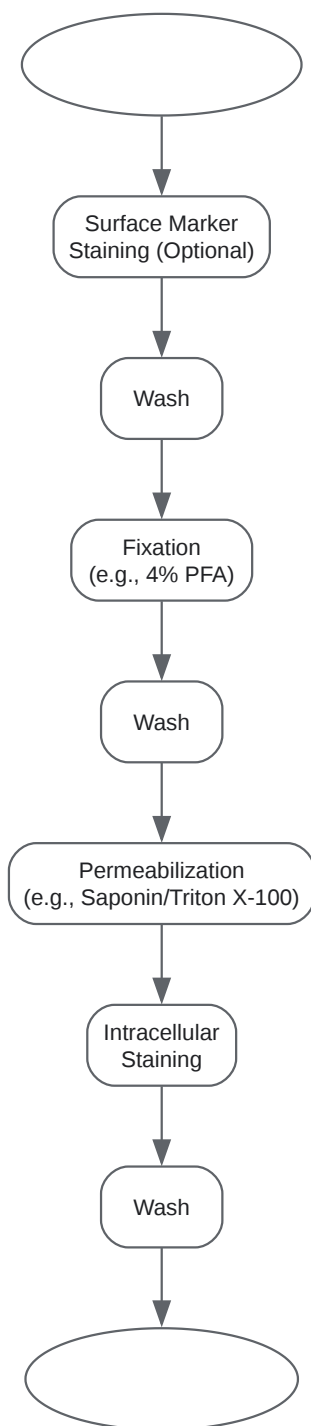 Surface Marker
Staining (Optional)
Wash
Fixation
(e.g., 4% PFA)
Wash
Permeabilization
(e.g., Saponin/Triton X-100)
Intracellular
Staining
Wash